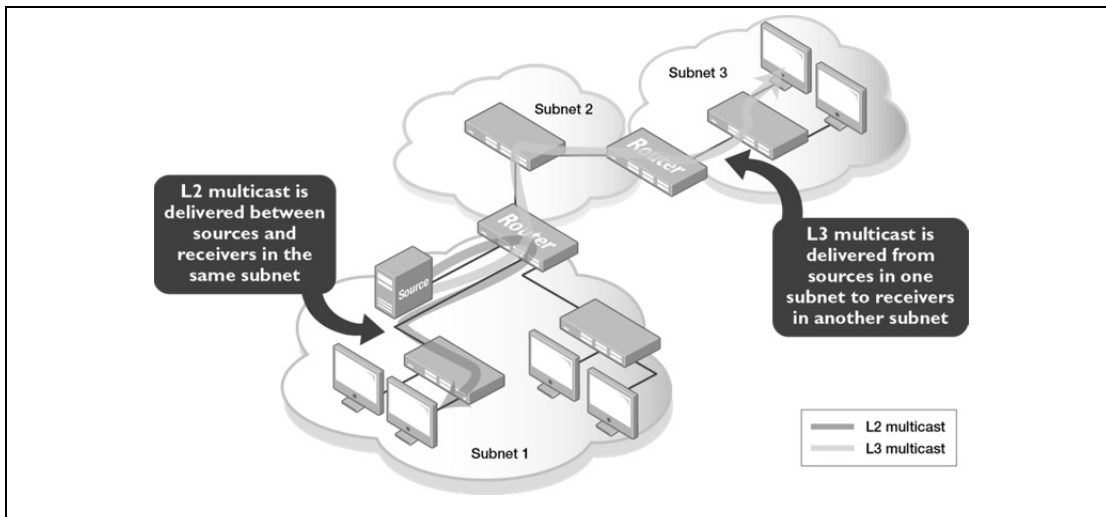 Subnet 3
Subnet 2
Router
L2 multicast is
delivered between
sources and
receivers in the
same subnet
Router
L3 multicast is
delivered from
sources in one
subnet to receivers
in another subnet
Source
Subnet 1
L2 multicast
L3 multicast